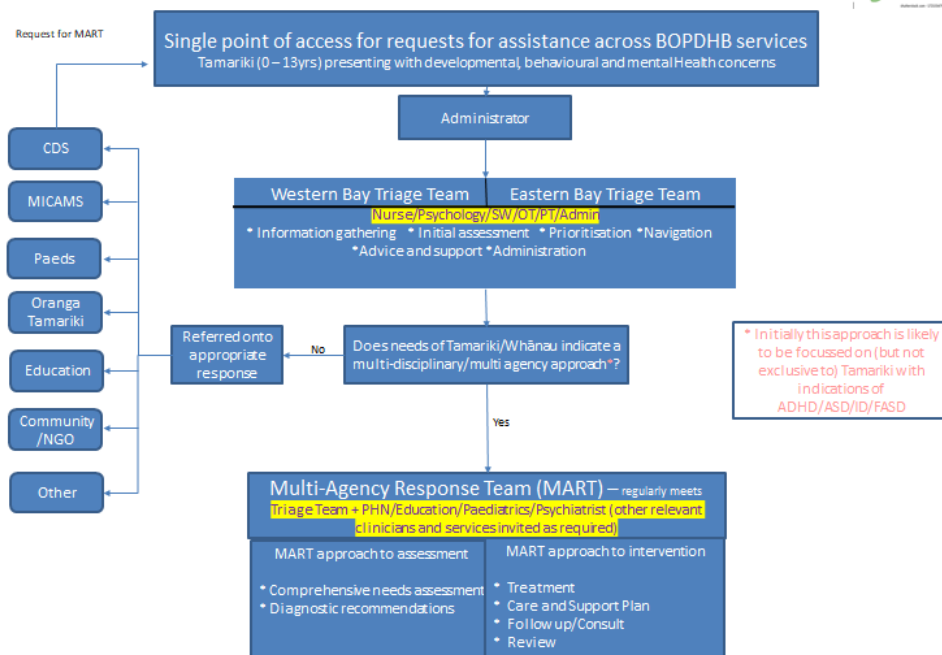 Request for MART
Single point of access for requests for assistance across BOPDHB services
Tamariki (0 – 13yrs) presenting with developmental, behavioural and mental Health concerns
Administrator
CDS
MICAMS
Paeds
Oranga
Tamariki
Education
Community
/NGO
Other
Western Bay Triage Team
Eastern Bay Triage Team
Nurse/Psychology/SW/OT/PT/Admin
* Information gathering * Initial assessment * Prioritisation *Navigation
*Advice and support *Administration
Referred onto
appropriate
response
No
Does needs of Tamariki/Whānau indicate a
multi-disciplinary/multi agency approach*?
* Initially this approach is likely
to be focussed on (but not
exclusive to) Tamariki with
indications of
ADHD/ASD/ID/FASD
Yes
Multi-Agency Response Team (MART) – regularly meets
Triage Team + PHN/Education/Paediatrics/Psychiatrist (other relevant
clinicians and services invited as required)
MART approach to assessment
* Comprehensive needs assessment
* Diagnostic recommendations
MART approach to intervention
* Treatment
* Care and Support Plan
* Follow up/Consult
* Review